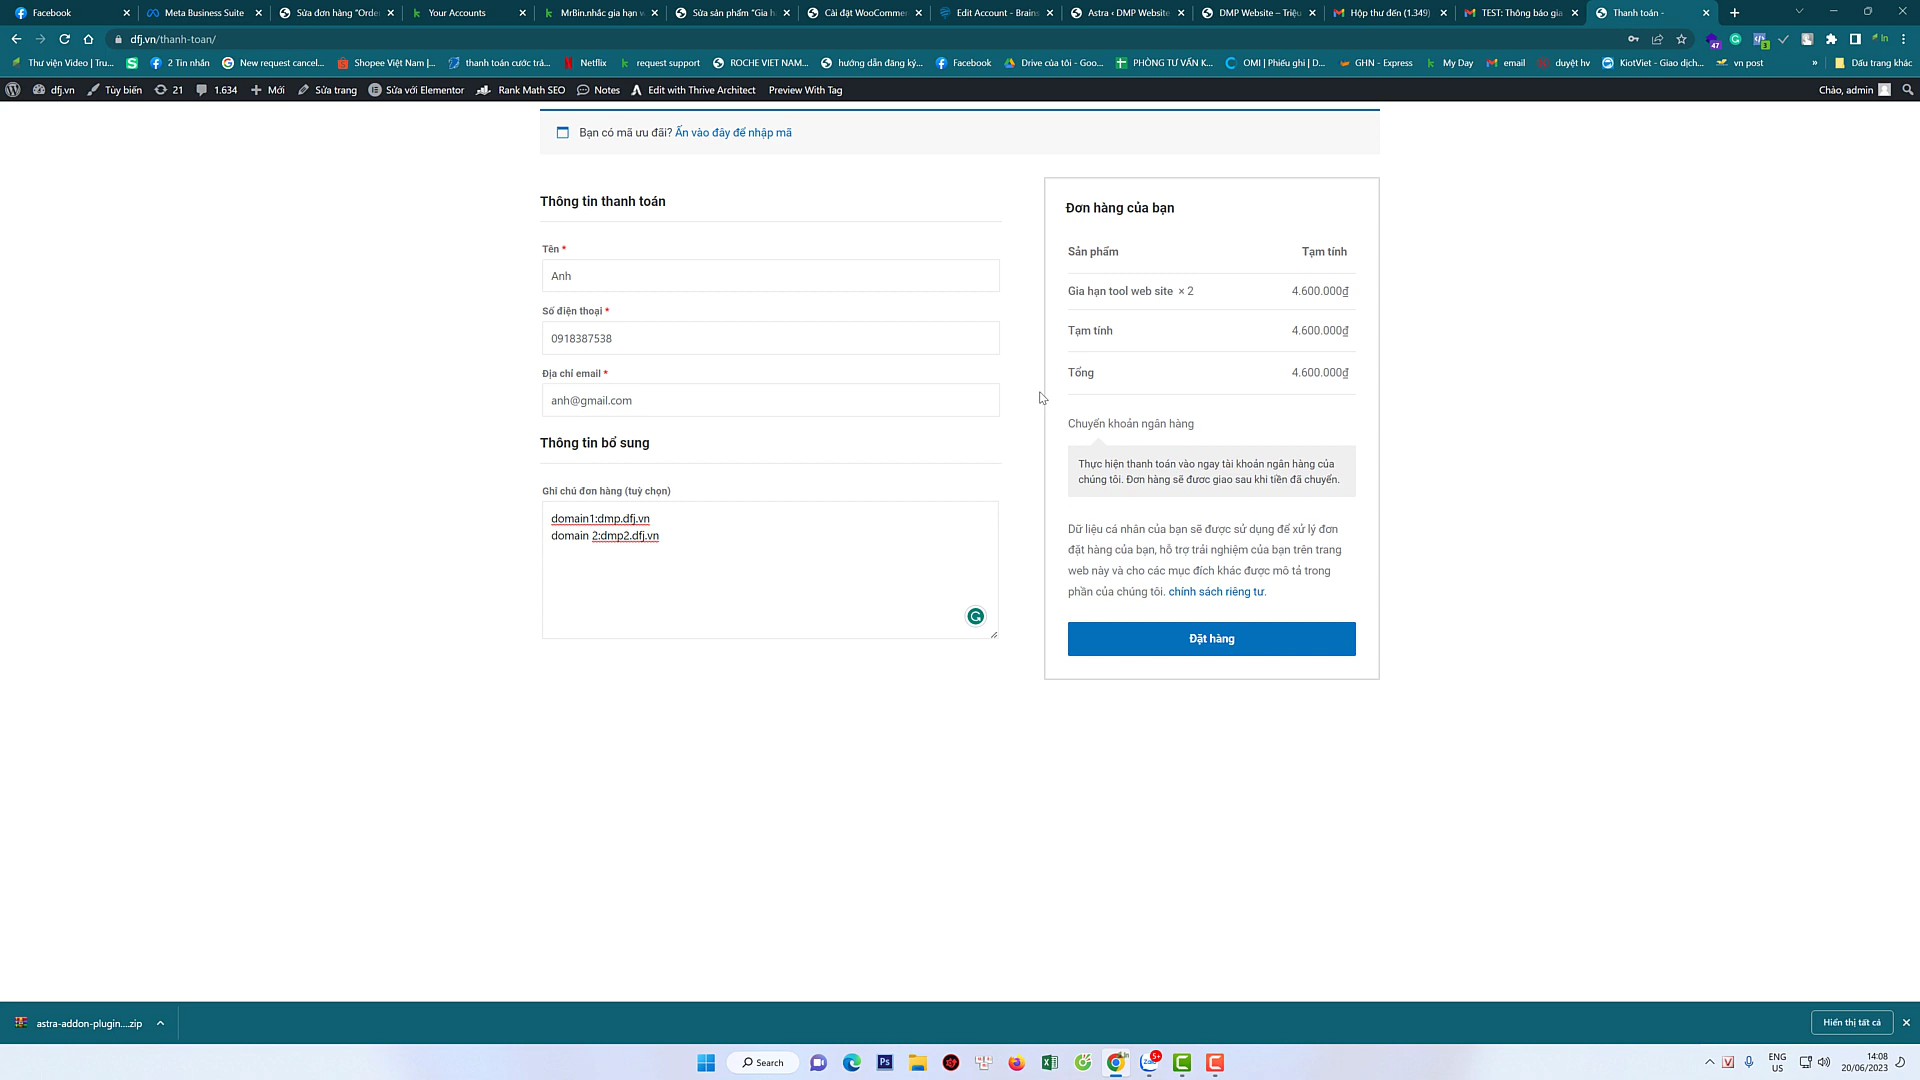 Facebook
Meta Business Suite
Sửa đơn hàng "Orde
Your Accounts
MrBin.nhắc gia hạn w
Sửa sản phẩm "Gia h
Cài đặt WooCommer
Edit Account - Brains
Astra ‹ DMP Website
DMP Website – Triệu
Hộp thư đến (1.349)
TEST: Thông báo gia
Thanh toán -
dfj.vn/thanh-toan/
Thư viện Video | Tru...
2 Tin nhắn
New request cancel...
Shopee Việt Nam |...
thanh toán cước trả...
Netflix
request support
ROCHE VIET NAM...
hướng dẫn đăng ký...
Facebook
Drive của tôi - Goo...
PHÒNG TƯ VẤN K...
OMI | Phiếu ghi | D...
GHN - Express
My Day
email
duyệt hv
KiotViet - Giao dịch...
vn post
»
Dấu trang khác
dfj.vn
Tùy biến
21
1.634
Mới
Sửa trang
Sửa với Elementor
Rank Math SEO
Notes
Edit with Thrive Architect
Preview With Tag
Chào, admin
Bạn có mã ưu đãi? Ấn vào đây để nhập mã
Thông tin thanh toán
Tên *
Anh
Số điện thoại *
0918387538
Địa chỉ email *
anh@gmail.com
Thông tin bổ sung
Ghi chú đơn hàng (tuỳ chọn)
domain1:dmp.dfj.vn
domain 2:dmp2.dfj.vn
Đơn hàng của bạn
Sản phẩm Tạm tính
Gia hạn tool web site × 2 4.600.000₫
Tạm tính 4.600.000₫
Tổng 4.600.000₫
Chuyển khoản ngân hàng
Thực hiện thanh toán vào ngay tài khoản ngân hàng của
chúng tôi. Đơn hàng sẽ đươc giao sau khi tiền đã chuyển.
Dữ liệu cá nhân của bạn sẽ được sử dụng để xử lý đơn
đặt hàng của bạn, hỗ trợ trải nghiệm của bạn trên trang
web này và cho các mục đích khác được mô tả trong
phần của chúng tôi. chính sách riêng tư.
Đặt hàng
astra-addon-plugin....zip
Hiển thị tất cả
Search
5+
ENG
US
14:08
20/06/2023